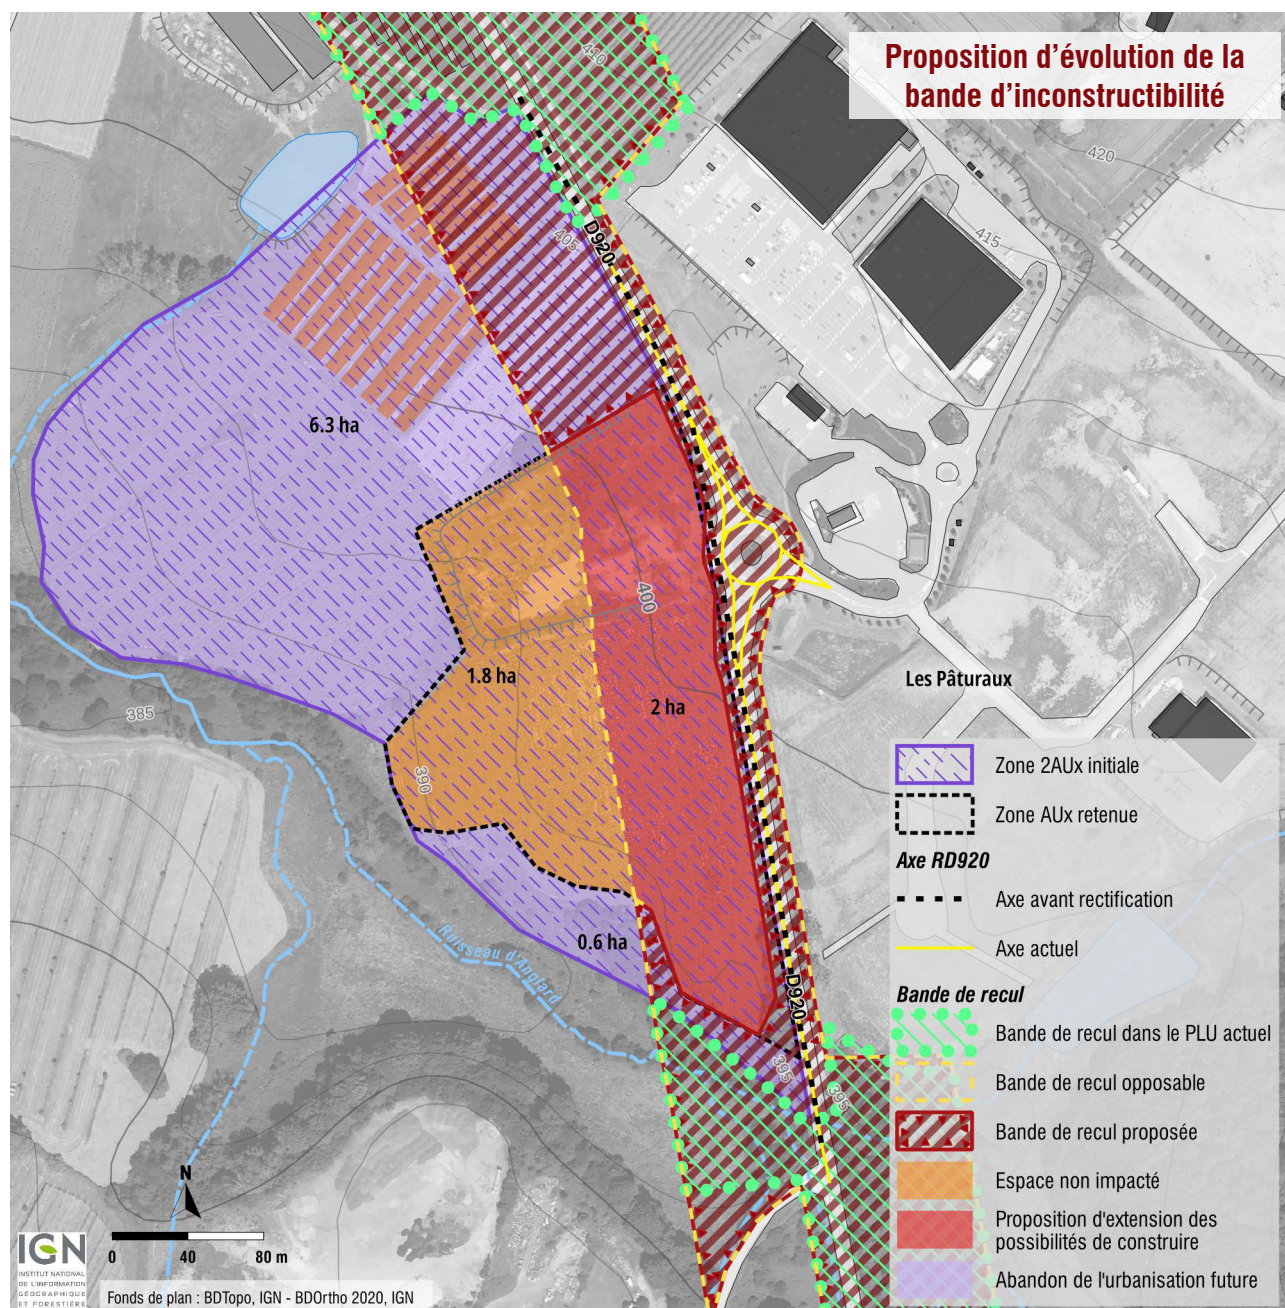 Proposition d'évolution de la
bande d'inconstructibilité
410
420
415
D920
405
6.3 ha
400
1.8 ha
2 ha
Les Pâturaux
385
390
0.6 ha
Ruisseau d'Anglard
D920
395
395
Zone 2AUx initiale
Zone AUx retenue
Axe RD920
Axe avant rectification
Axe actuel
Bande de recul
Bande de recul dans le PLU actuel
Bande de recul opposable
Bande de recul proposée
Espace non impacté
Proposition d'extension des
possibilités de construire
Abandon de l'urbanisation future
N
0 40 80 m
IGN
INSTITUT NATIONAL
DE L'INFORMATION
GÉOGRAPHIQUE
ET FORESTIÈRE
Fonds de plan : BDTopo, IGN - BDOrtho 2020, IGN